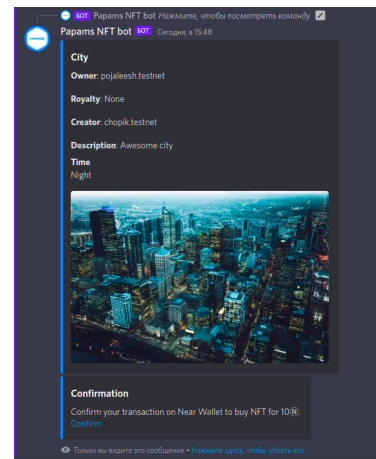 БОТ Papams NFT bot Нажмите, чтобы посмотреть команду
Papams NFT bot БОТ Сегодня, в 15:48
City
Owner: pojaleesh.testnet
Royalty: None
Creator: chopik.testnet
Description: Awesome city
Time
Night
Confirmation
Confirm your transaction on Near Wallet to buy NFT for 10Ⓝ.
Confirm
Только вы видите это сообщение • Нажмите здесь, чтобы убрать его